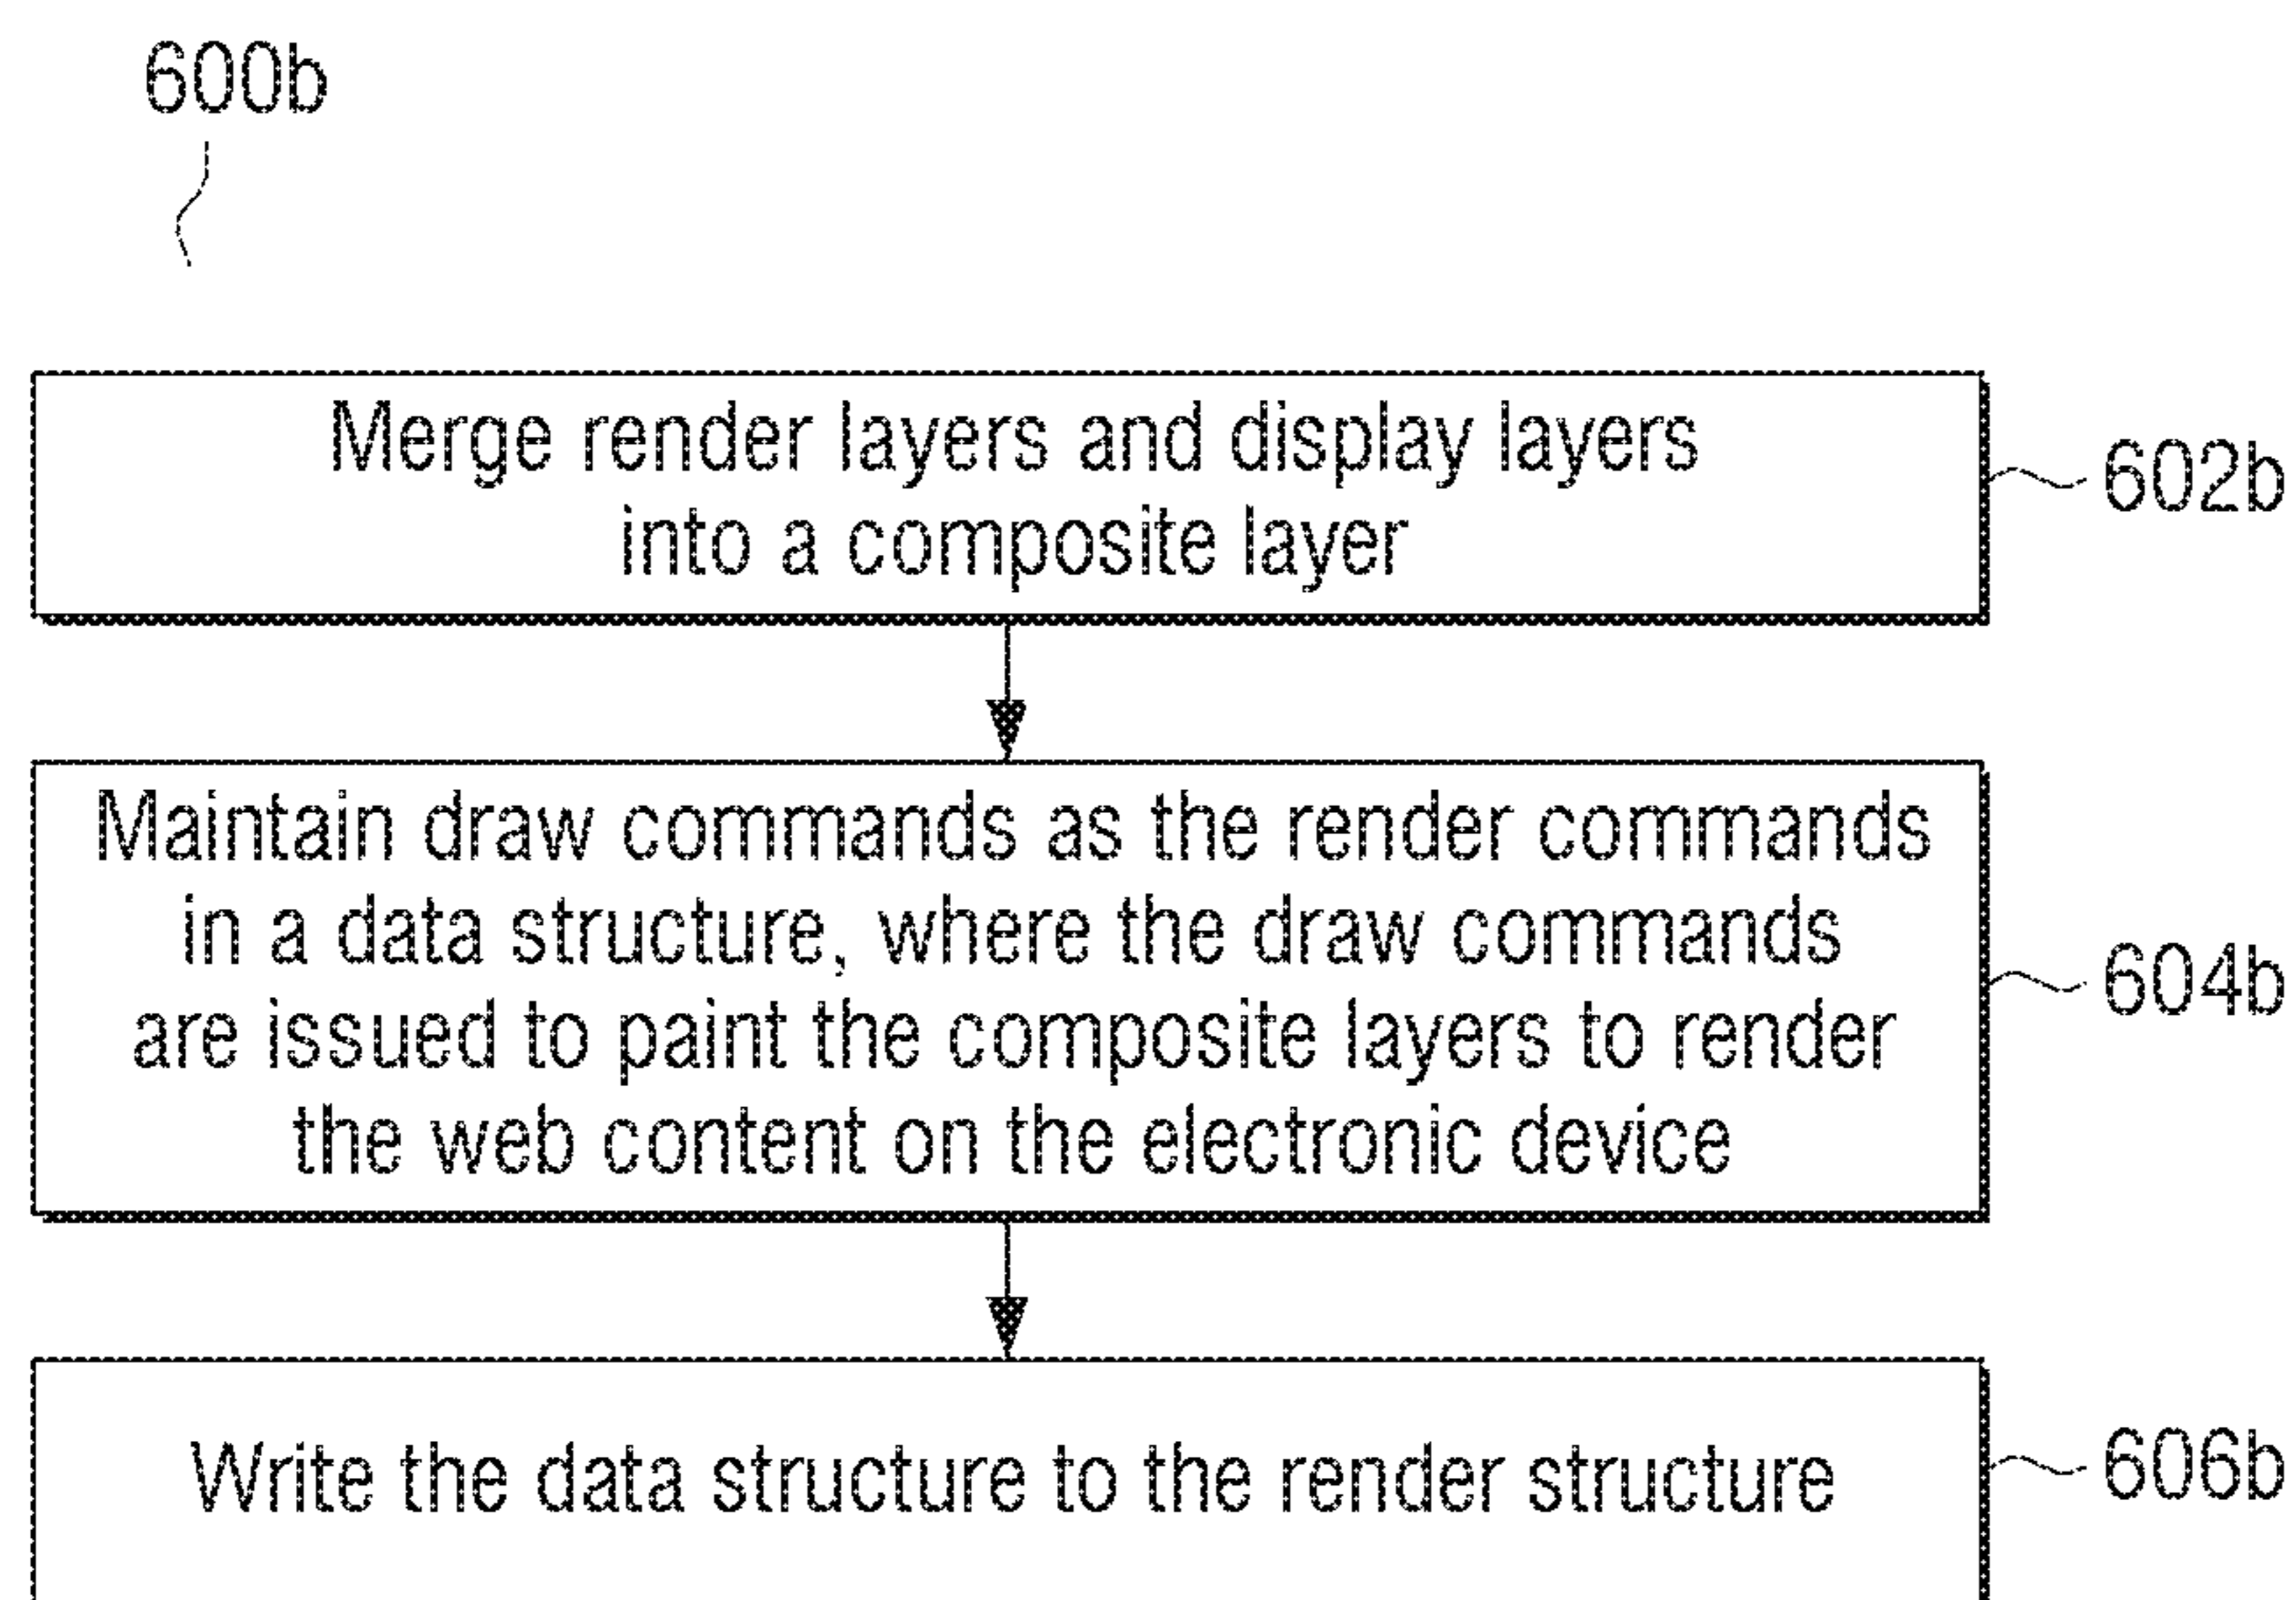 600b
Merge render layers and display layers
into a composite layer
602b
Maintain draw commands as the render commands
in a data structure, where the draw commands
are issued to paint the composite layers to render
the web content on the electronic device
604b
Write the data structure to the render structure
606b